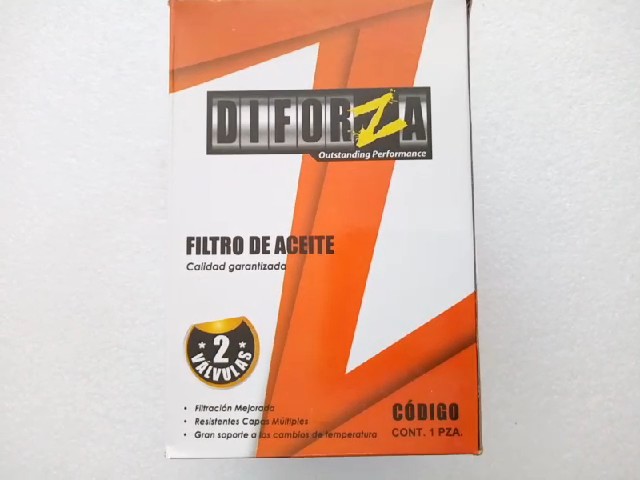 DIFORZA
Outstanding Performance
FILTRO DE ACEITE
Calidad garantizada
2
VÁLVULAS
• Filtración Mejorada
• Resistentes Capas Múltiples
• Gran soporte a los cambios de temperatura
CÓDIGO
CONT. 1 PZA.